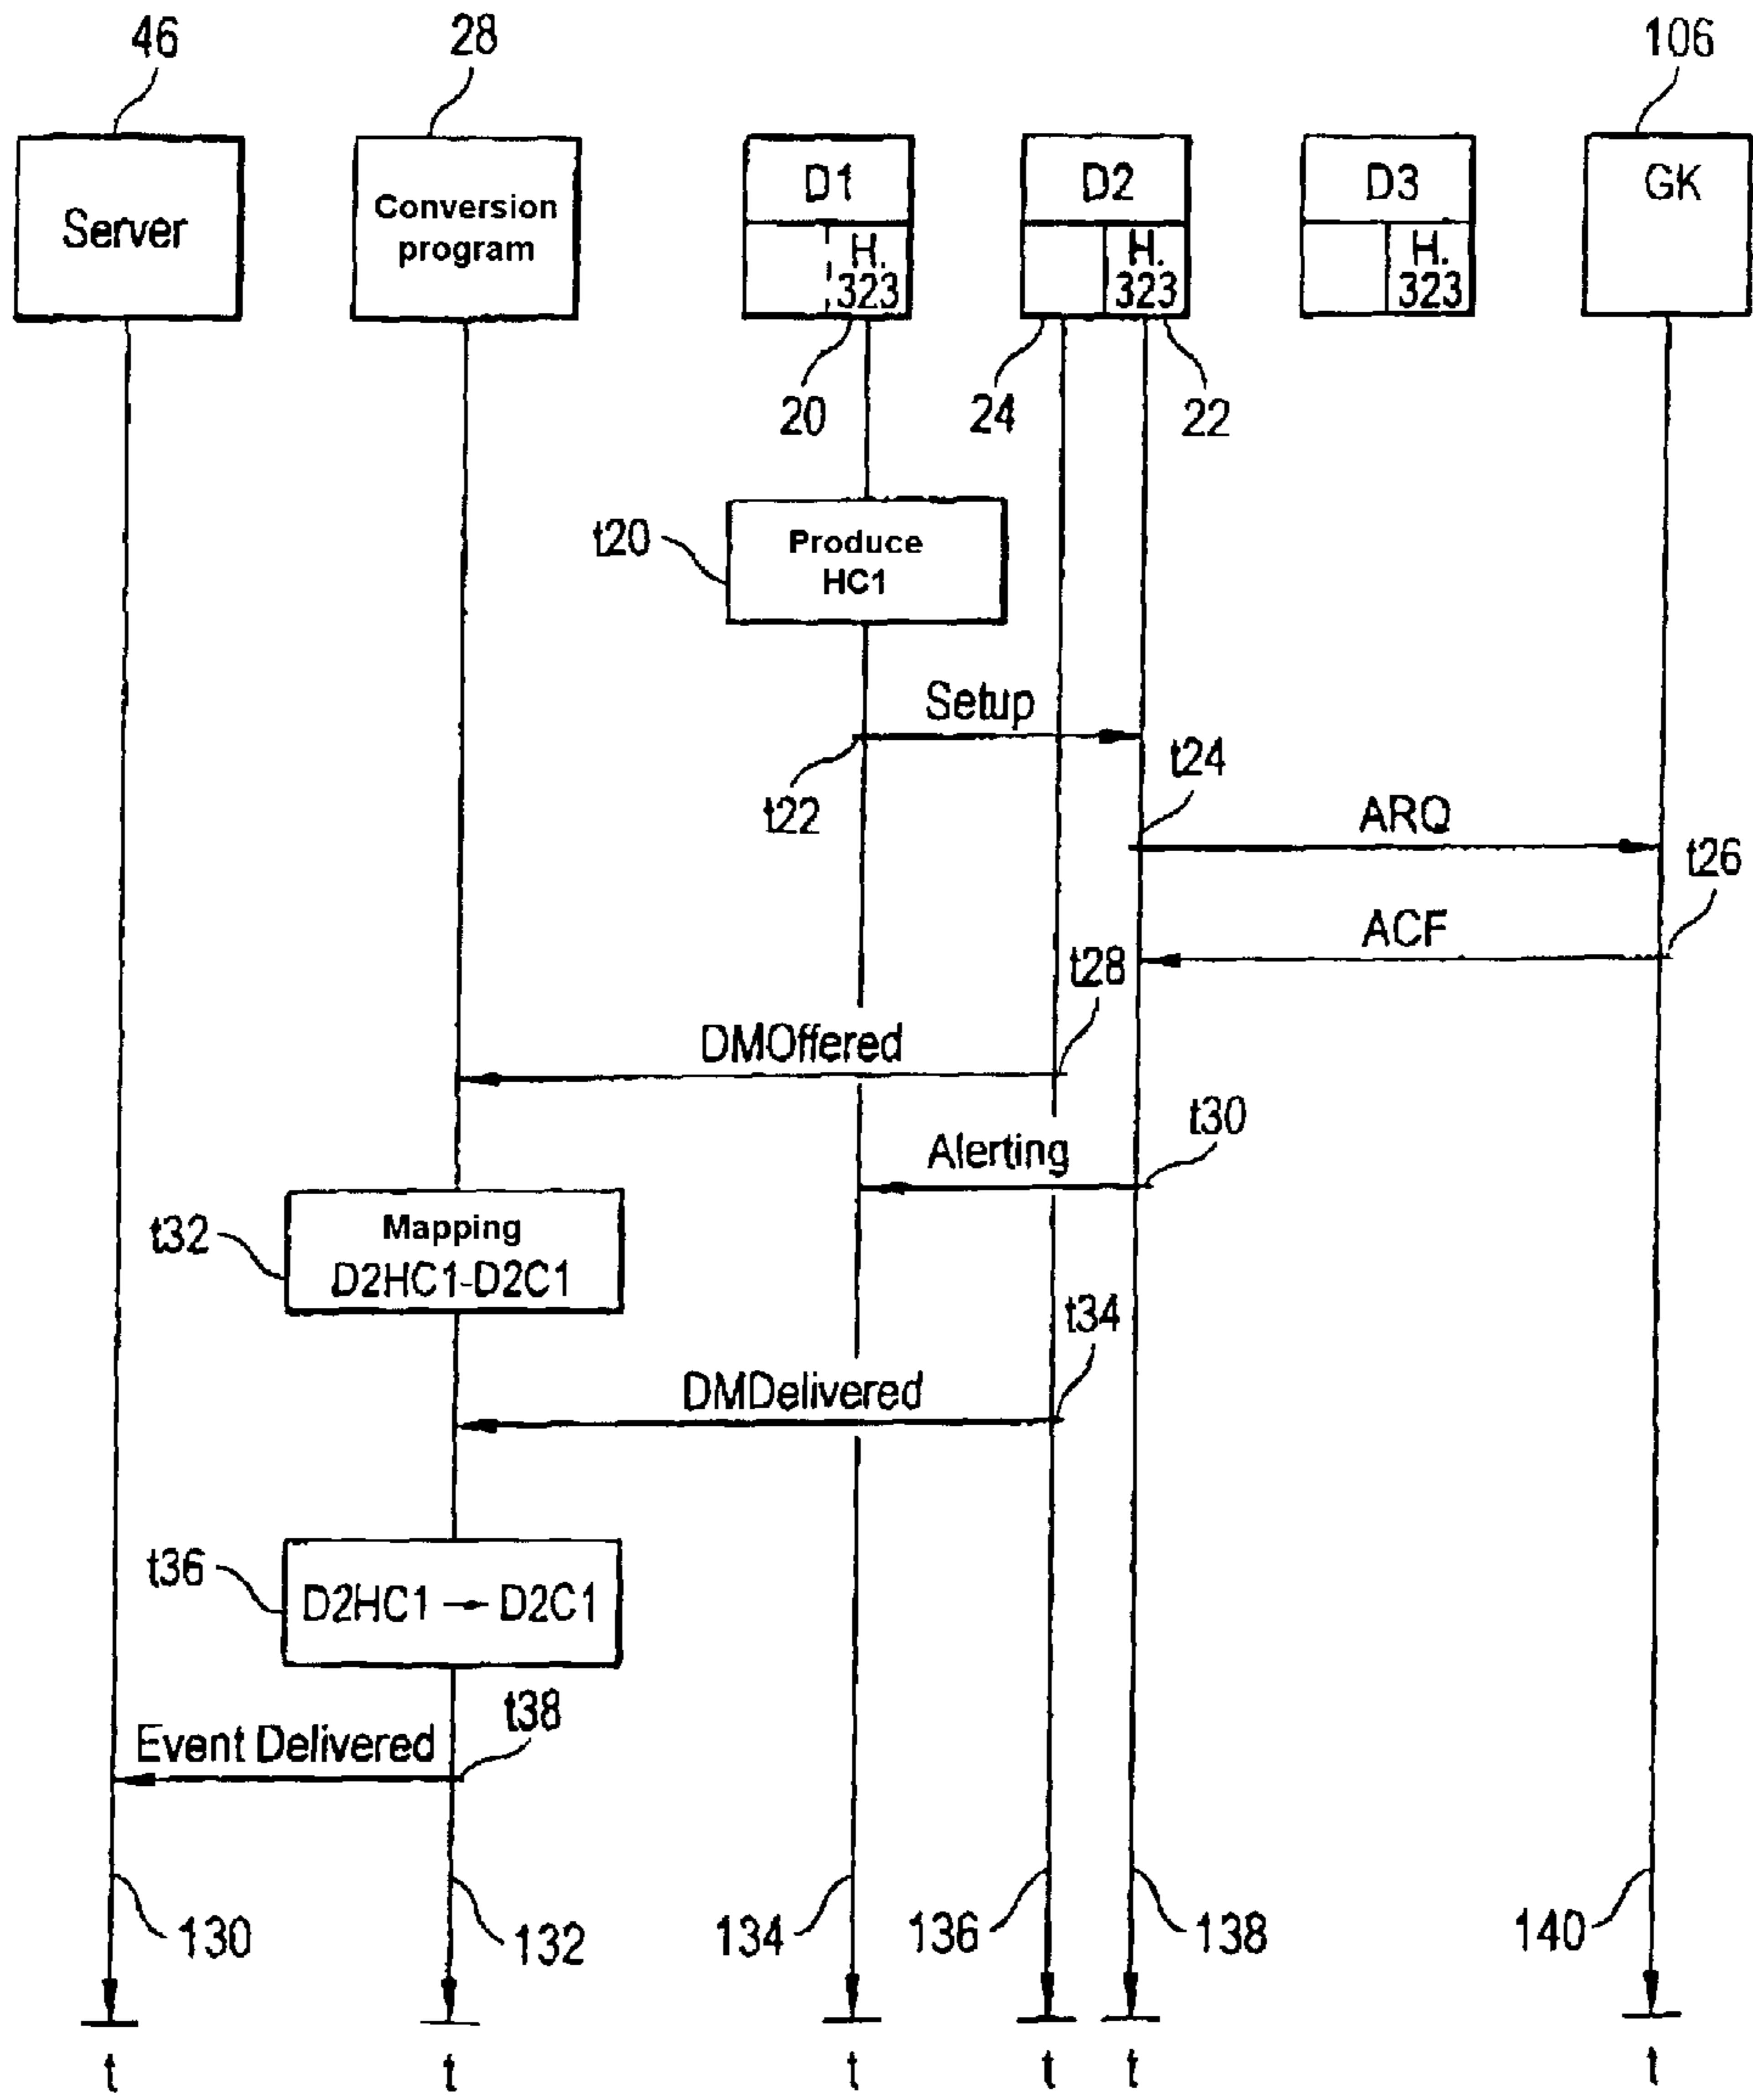 46
28
106
Server
Conversion
program
D1
H.
323
D2
H.
323
D3
H.
323
GK
20
24
22
t20
Produce
HC1
Setup
t22
t24
ARQ
t26
ACF
t28
DMOffered
t30
Alerting
t32
Mapping
D2HC1-D2C1
t34
DMDelivered
t36
D2HC1 → D2C1
t38
Event Delivered
130
132
134
136
138
140
t
t
t
t
t
t